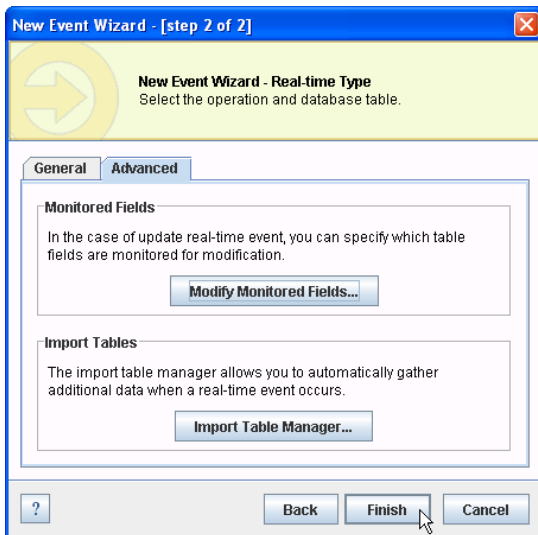 New Event Wizard - [step 2 of 2]
New Event Wizard - Real-time Type
Select the operation and database table.
General
Advanced
Monitored Fields
In the case of update real-time event, you can specify which table
fields are monitored for modification.
Modify Monitored Fields...
Import Tables
The import table manager allows you to automatically gather
additional data when a real-time event occurs.
Import Table Manager...
?
Back
Finish
Cancel